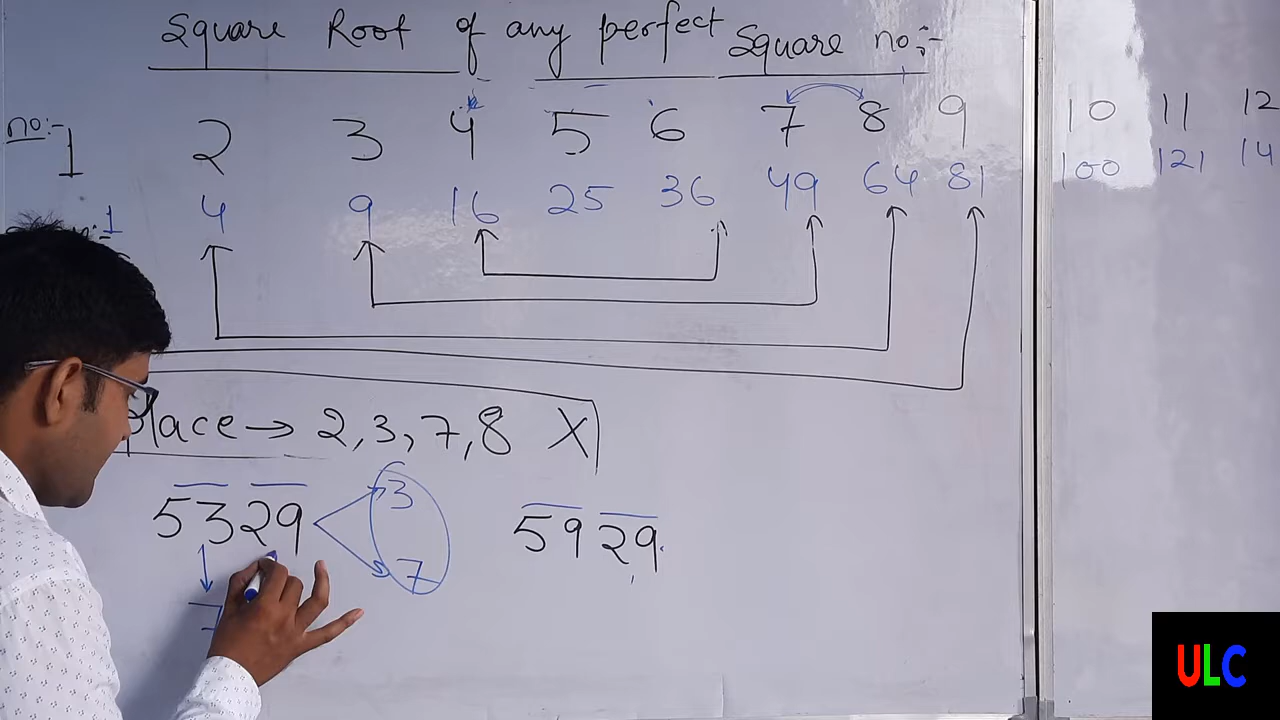 Square Root of any perfect Square no:-
no:- 1 2 3 4 5 6 7 8 9 10 11 12
1 4 9 16 25 36 49 64 81 100 121 14
place → 2, 3, 7, 8 X
5329 3 7
5929
7
ULC